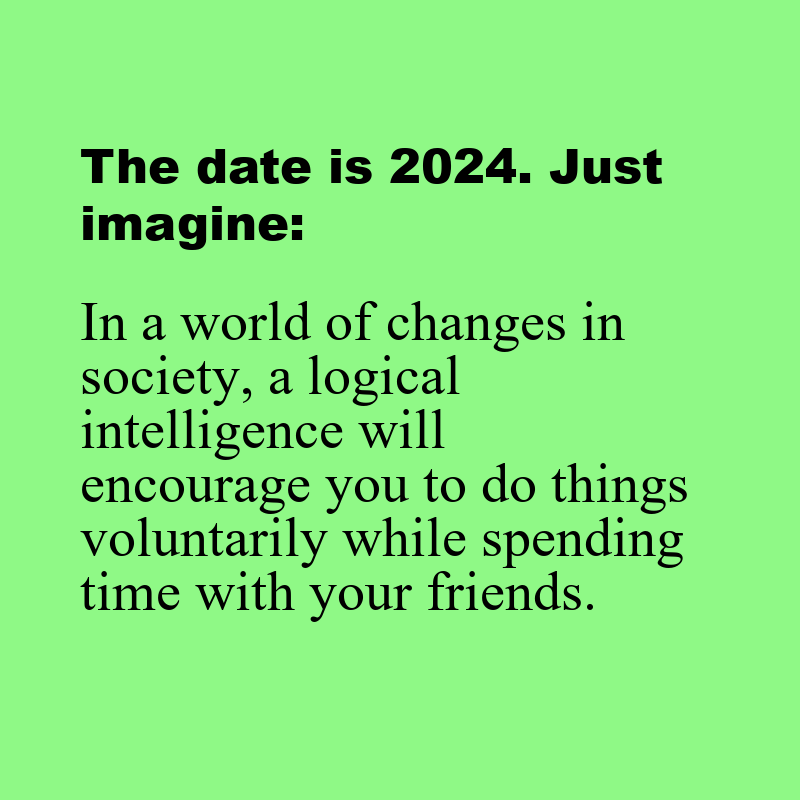 The date is 2024. Just
imagine:
In a world of changes in
society, a logical
intelligence will
encourage you to do things
voluntarily while spending
time with your friends.